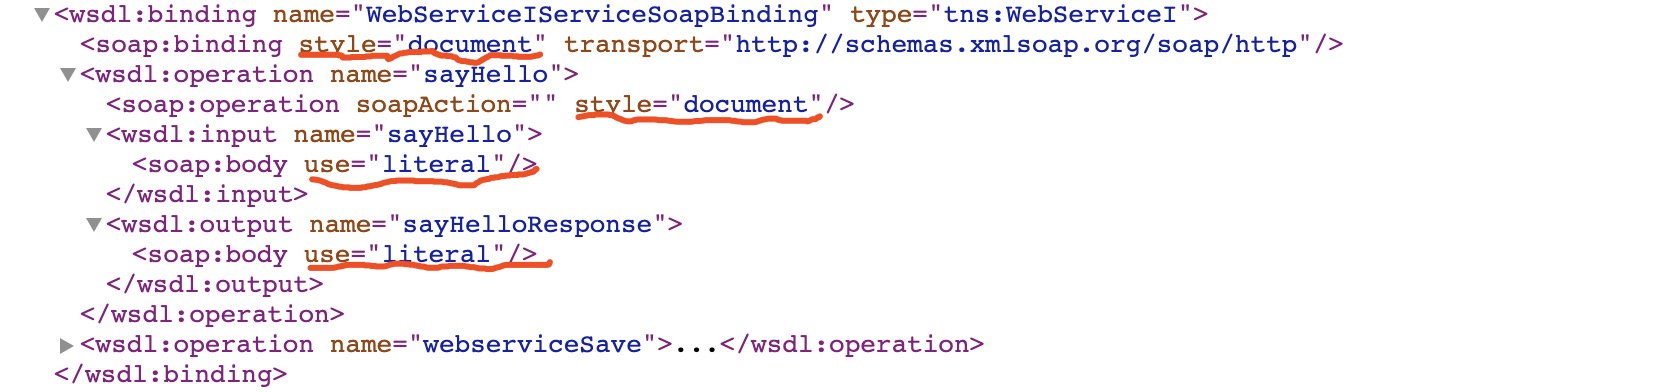 <wsdl:binding name="WebServiceIServiceSoapBinding" type="tns:WebServiceI">
<soap:binding style="document" transport="http://schemas.xmlsoap.org/soap/http"/>
<wsdl:operation name="sayHello">
<soap:operation soapAction="" style="document"/>
<wsdl:input name="sayHello">
<soap:body use="literal"/>
</wsdl:input>
<wsdl:output name="sayHelloResponse">
<soap:body use="literal"/>
</wsdl:output>
</wsdl:operation>
<wsdl:operation name="webserviceSave">...</wsdl:operation>
</wsdl:binding>